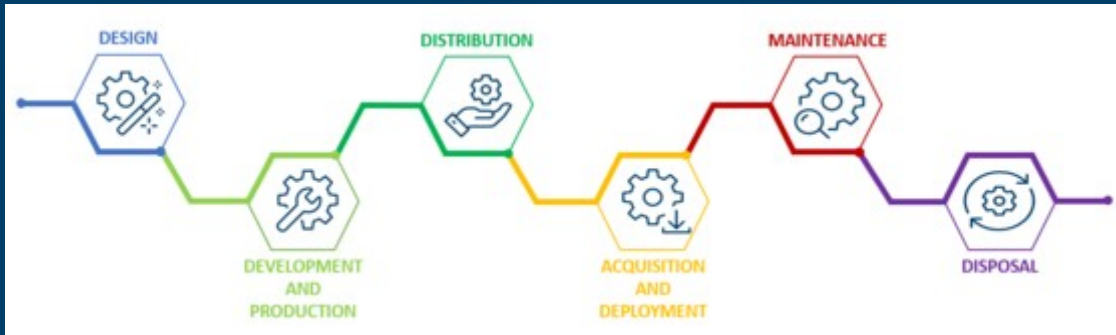 DESIGN
DEVELOPMENT
AND
PRODUCTION
DISTRIBUTION
ACQUISITION
AND
DEPLOYMENT
MAINTENANCE
DISPOSAL